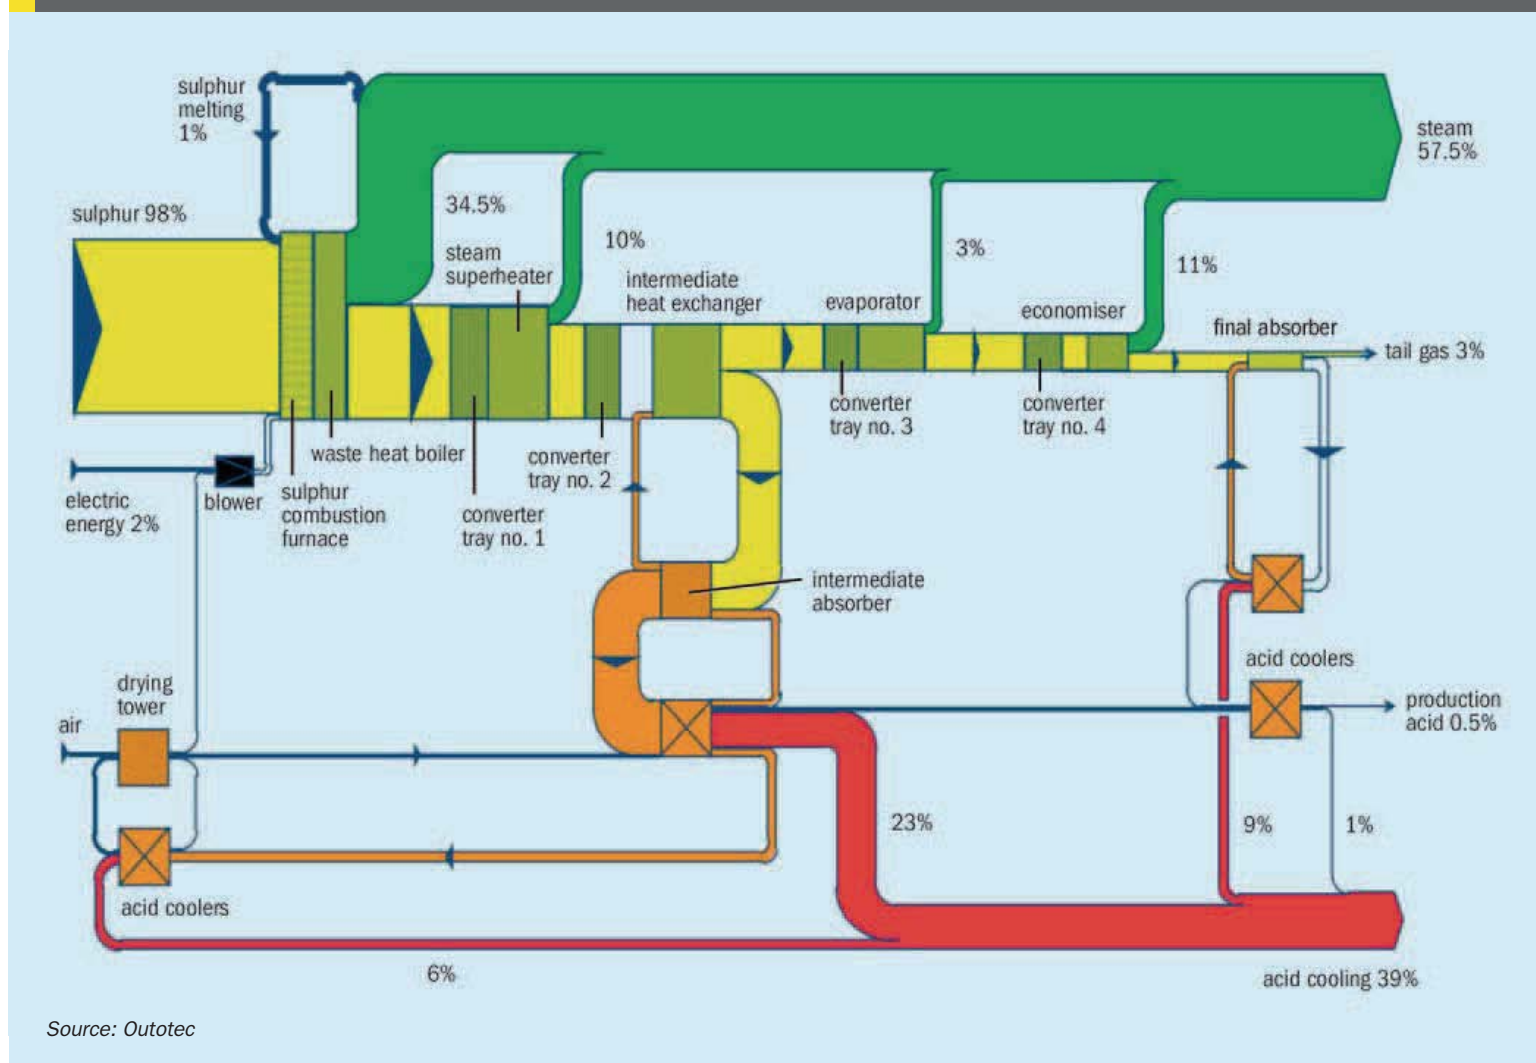 sulphur
melting
1%
steam
57.5%
sulphur 98%
34.5%
steam
superheater
10%
intermediate
heat exchanger
3%
evaporator
11%
economiser
final absorber
tail gas 3%
converter
tray no. 3
converter
tray no. 4
waste heat boiler
converter
tray no. 2
electric
energy 2%
blower
sulphur
combustion
furnace
converter
tray no. 1
intermediate
absorber
acid coolers
drying
tower
air
production
acid 0.5%
23%
9%
1%
acid coolers
6%
acid cooling 39%
Source: Outotec